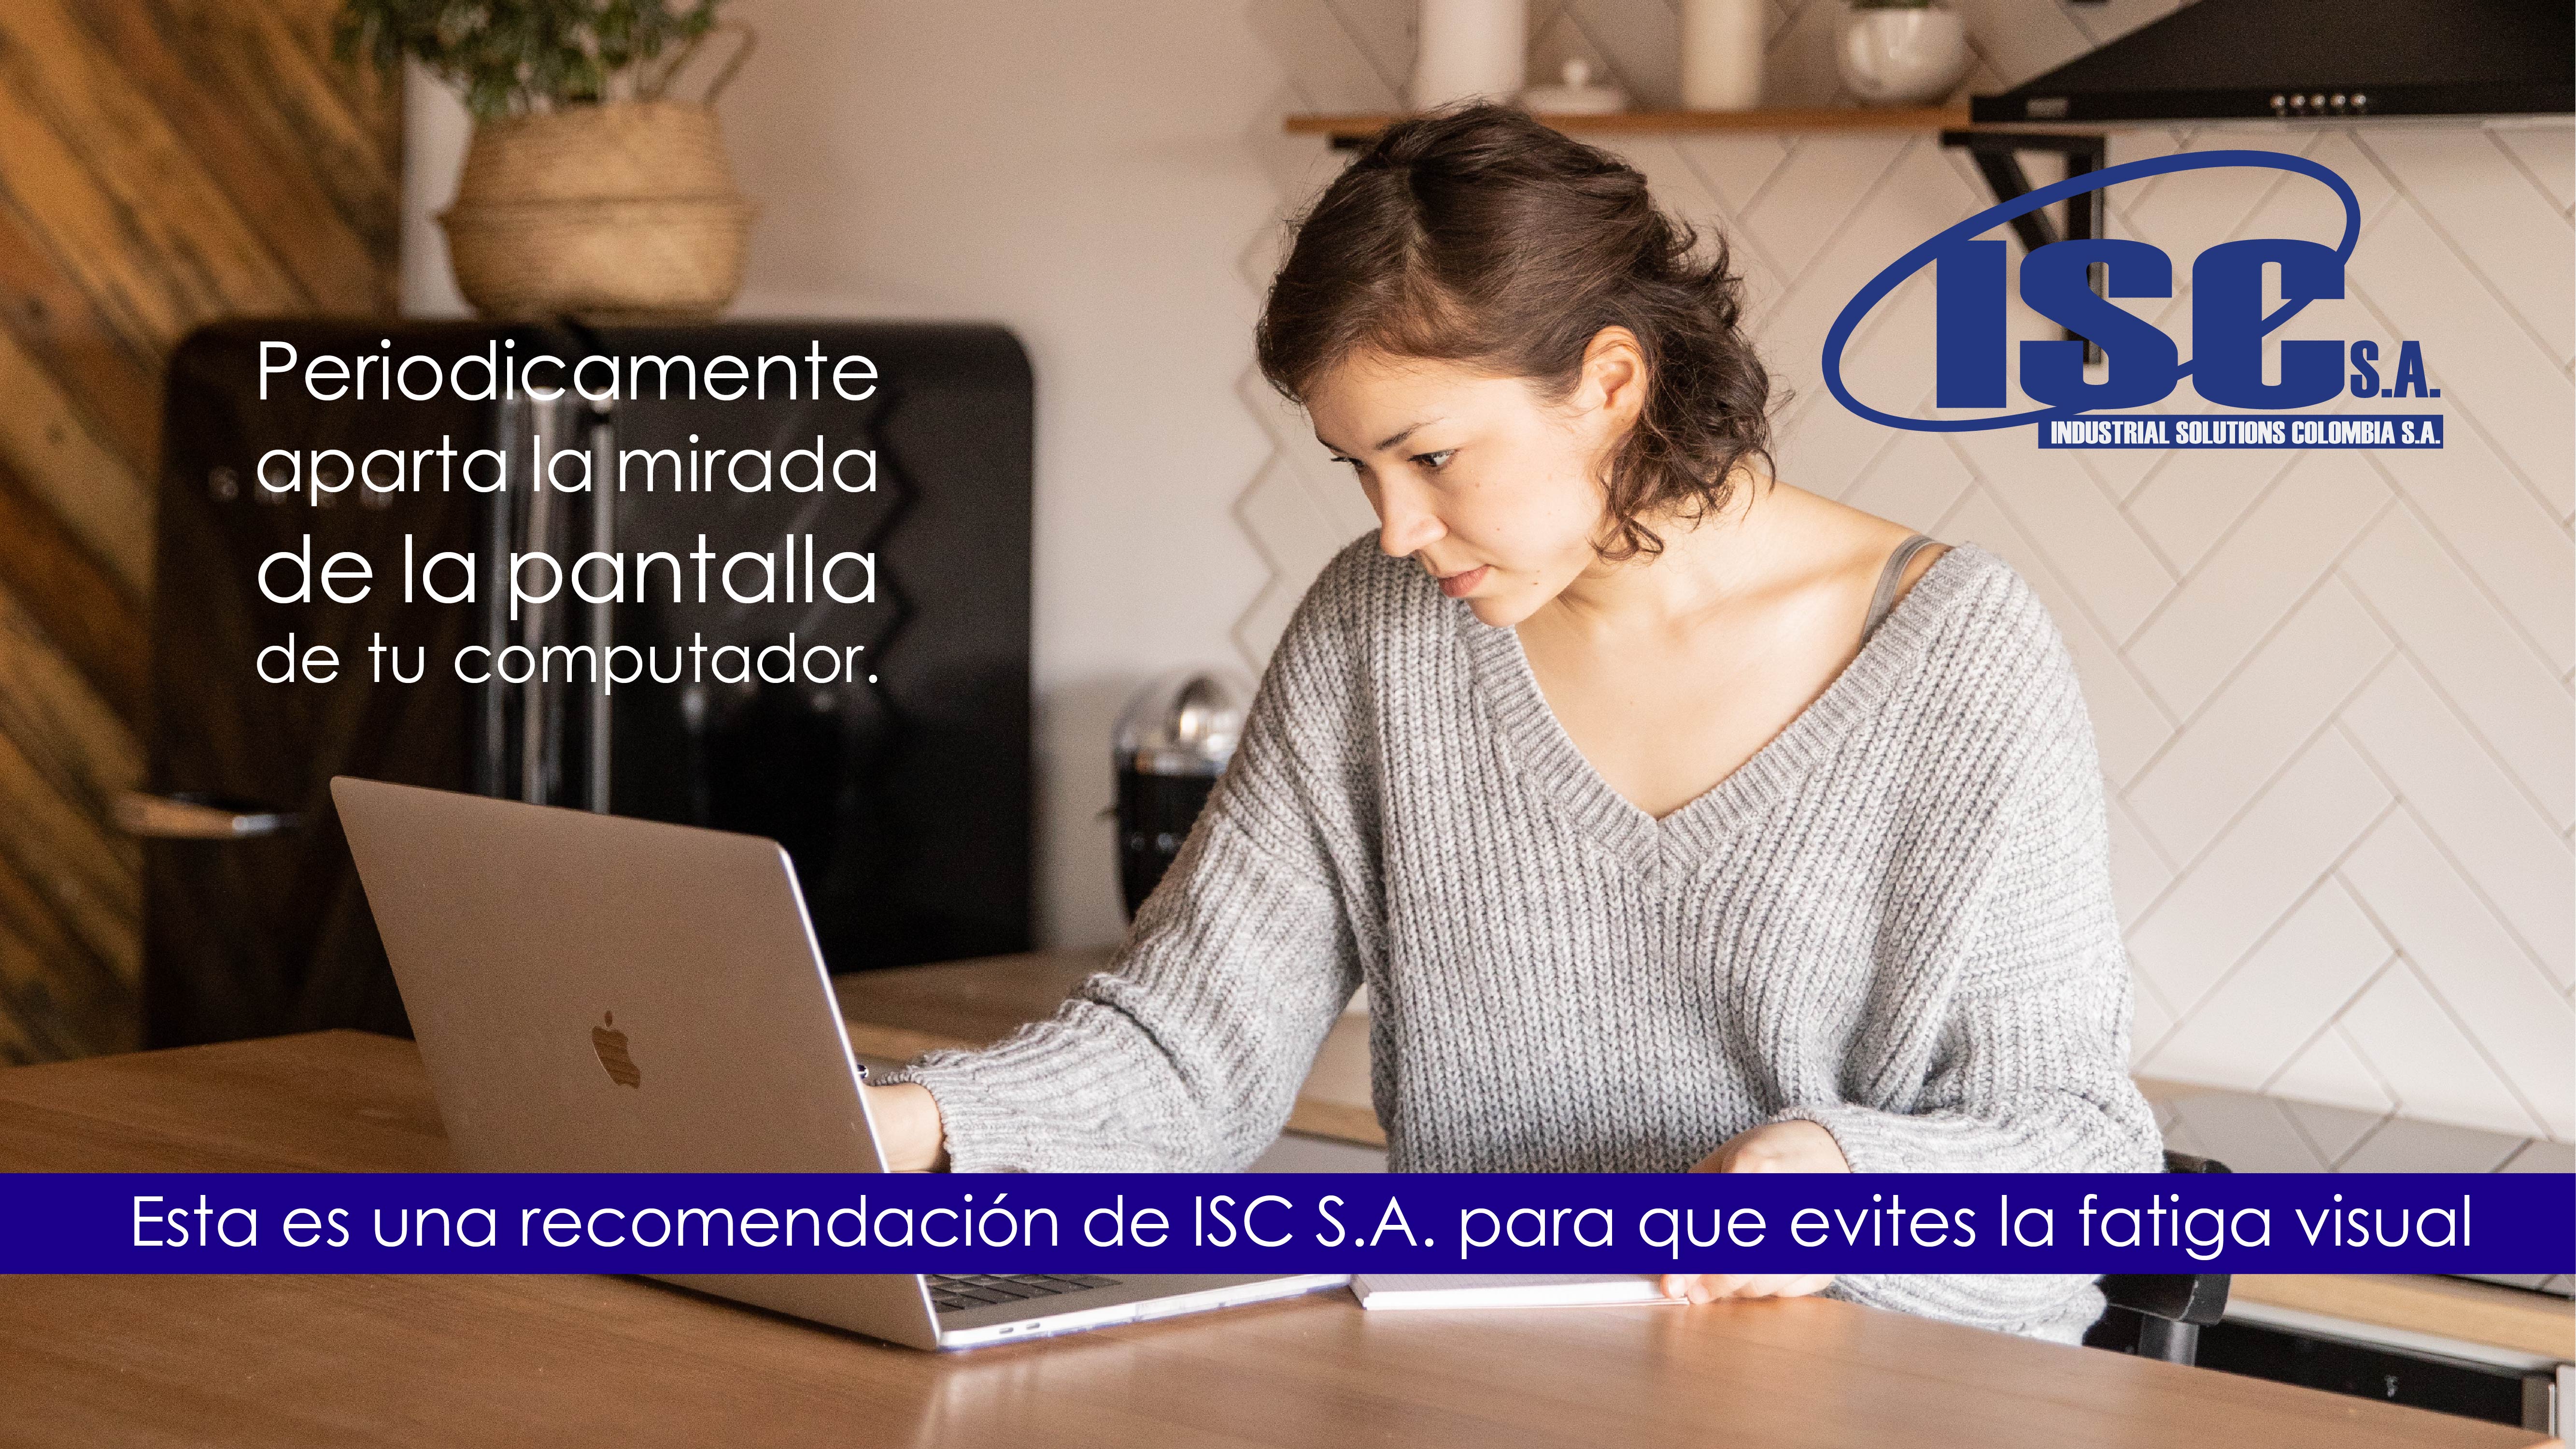 Periodicamente
aparta la mirada
de la pantalla
de tu computador.
ISC S.A.
INDUSTRIAL SOLUTIONS COLOMBIA S.A.
Esta es una recomendación de ISC S.A. para que evites la fatiga visual